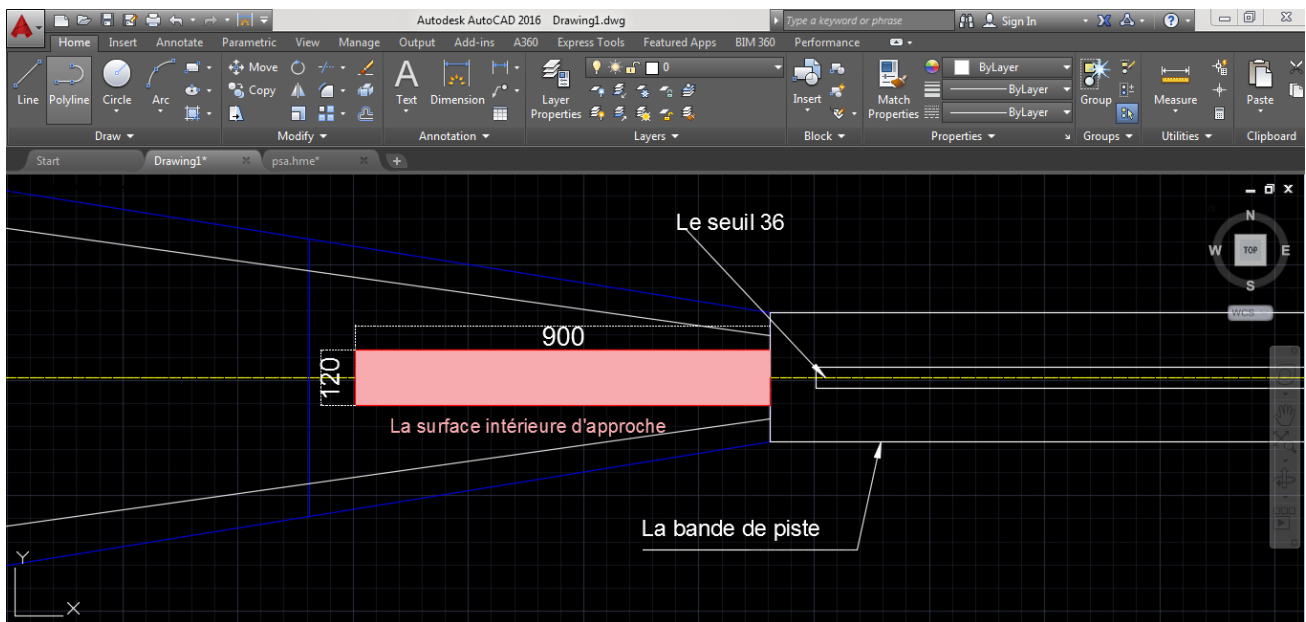 Autodesk AutoCAD 2016 Drawing1.dwg
Type a keyword or phrase
Sign In
Home Insert Annotate Parametric View Manage Output Add-ins A360 Express Tools Featured Apps BIM 360 Performance
0
ByLayer
ByLayer
ByLayer
Line Polyline Circle Arc
Move
Copy
Text Dimension
Layer Properties
Insert
Match Properties
Group
Measure
Paste
Draw Modify Annotation Layers Block Properties Groups Utilities Clipboard
Start Drawing1* psa.hme*
N
W TOP E
S
WCS
Le seuil 36
900
120
La surface intérieure d'approche
La bande de piste
Y
X